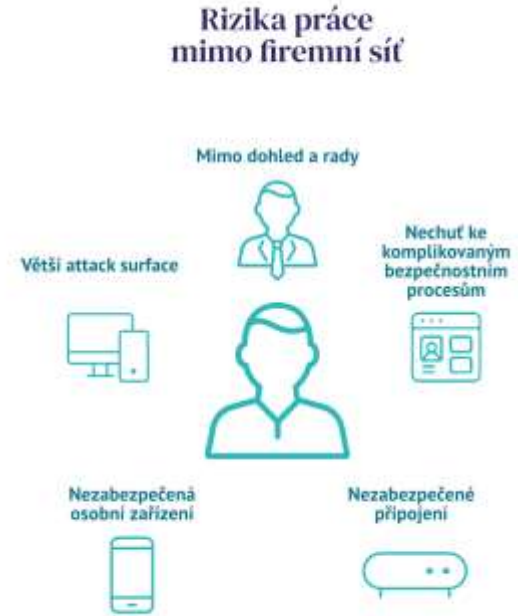 Rizika práce
mimo firemní síť
Mimo dohled a rady
Větší attack surface
Nechuť ke
komplikovaným
bezpečnostním
procesům
Nezabezpečená
osobní zařízení
Nezabezpečené
připojení